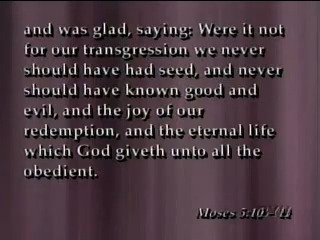 and was glad, saying: Were it not
for our transgression we never
should have had seed, and never
should have known good and
evil, and the joy of our
redemption, and the eternal life
which God giveth unto all the
obedient.
Moses 5:10